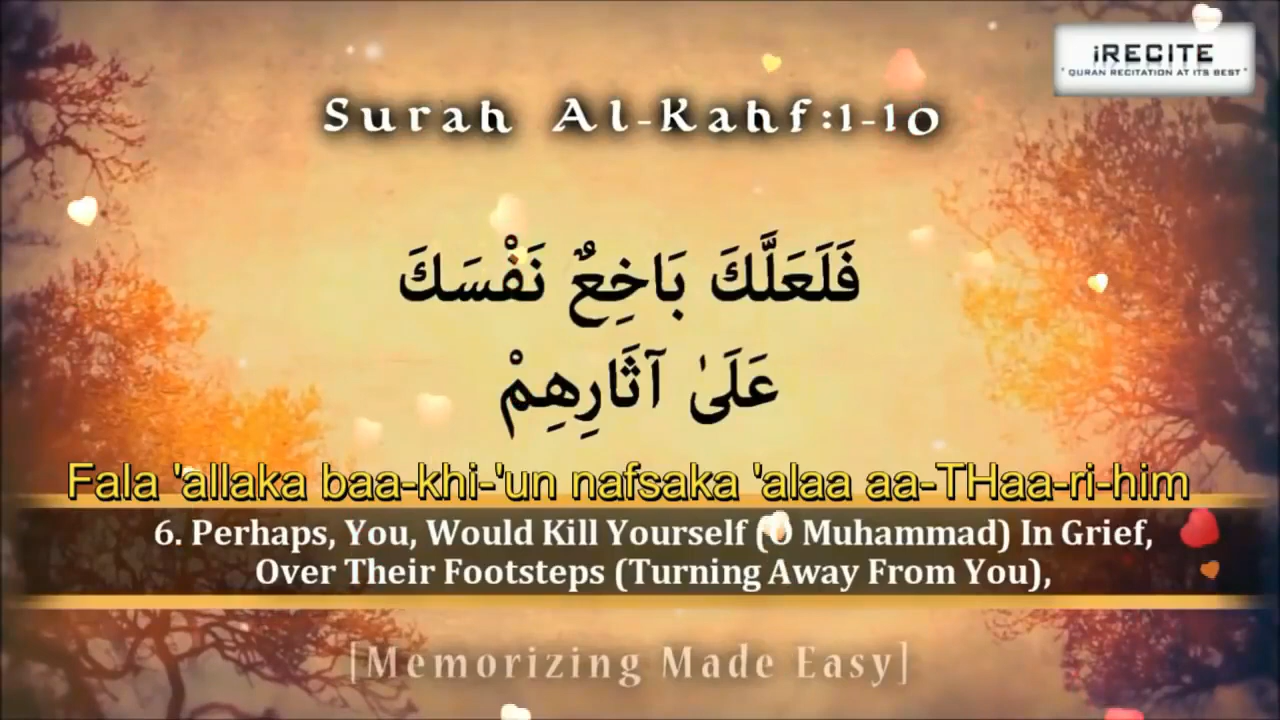 iRECITE
"QURAN RECITATION AT ITS BEST"
Surah Al-Kahf:1-10
فَلَعَلَّكَ بَاخِعٌ نَفْسَكَ
عَلَىٰ آثَارِهِمْ
Fala 'allaka baa-khi-'un nafsaka 'alaa aa-THaa-ri-him
6. Perhaps, You, Would Kill Yourself (O Muhammad) In Grief,
Over Their Footsteps (Turning Away From You),
[Memorizing Made Easy]